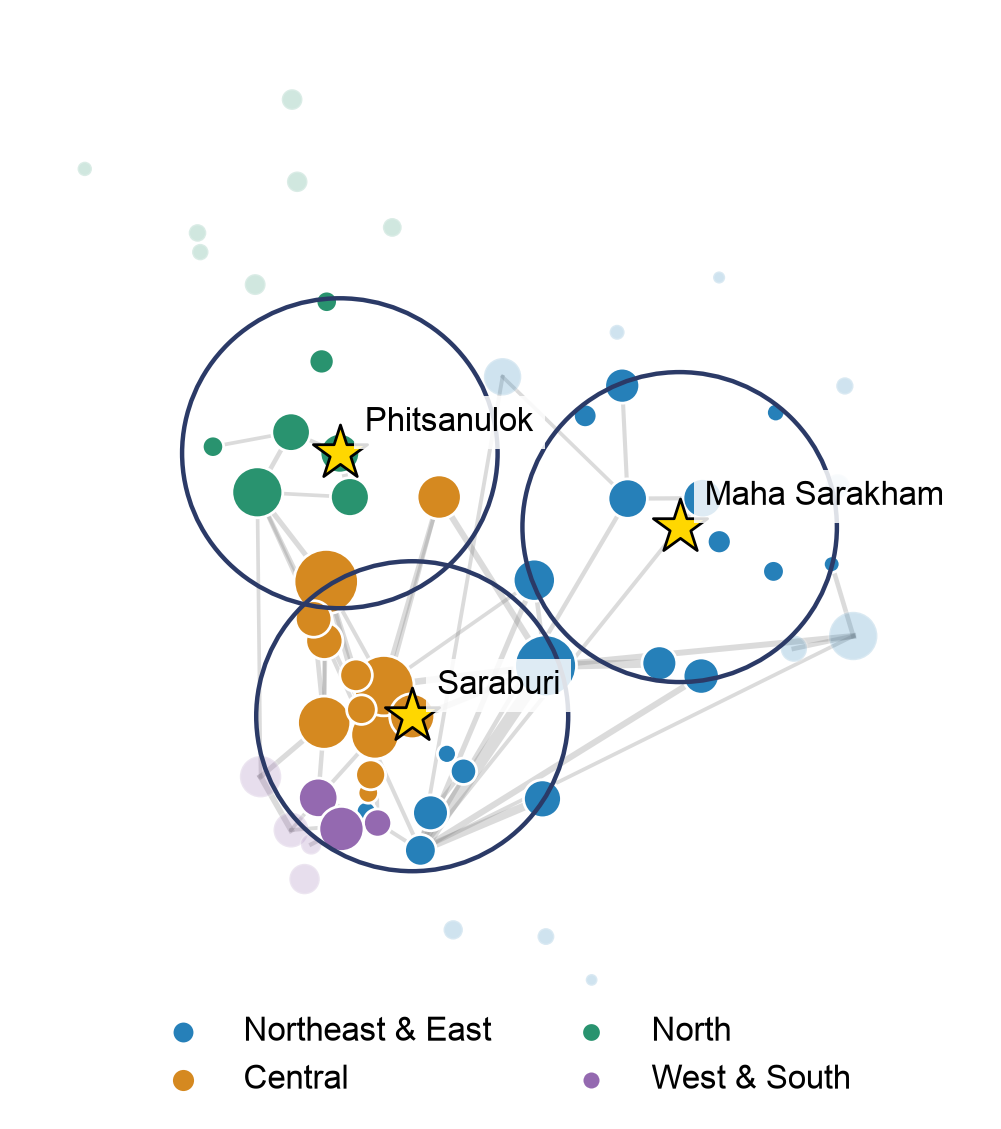 Phitsanulok
Maha Sarakham
Saraburi
Northeast & East
North
Central
West & South